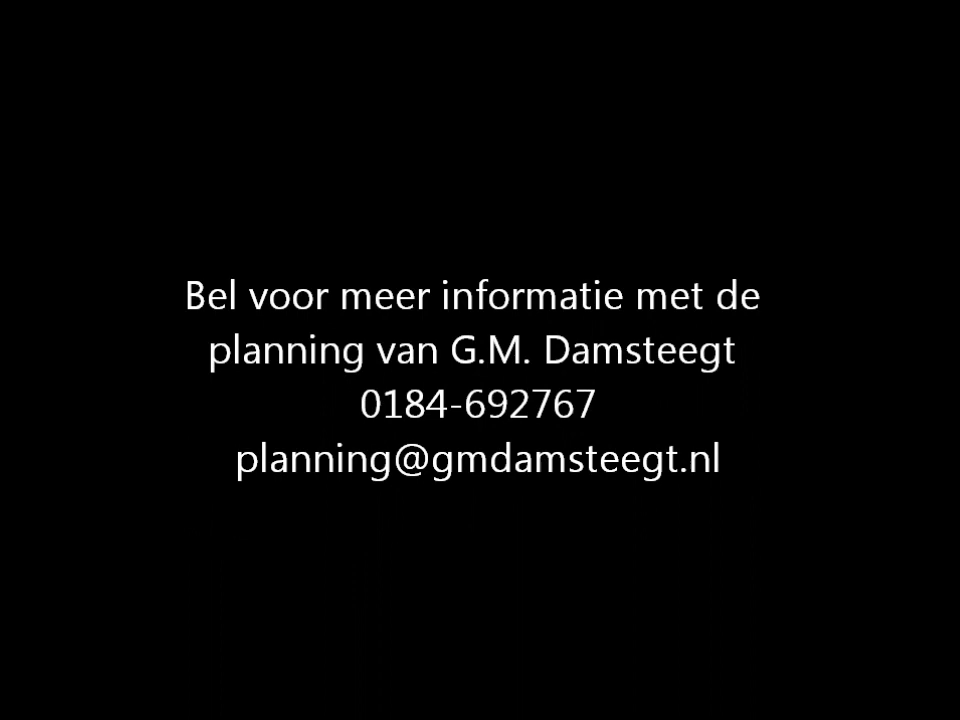 Bel voor meer informatie met de
planning van G.M. Damsteegt
0184-692767
planning@gmdamsteegt.nl